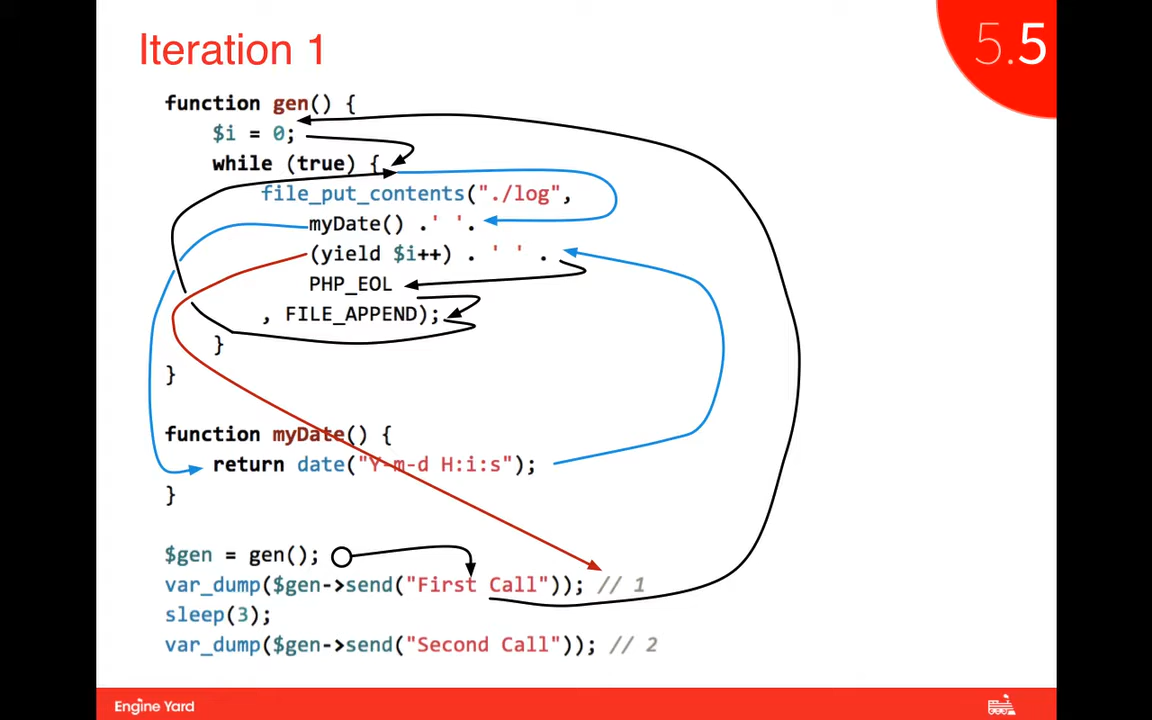 Iteration 1
5.5
function gen() {
$i = 0;
while (true) {
file_put_contents("./log",
myDate() .' '.
(yield $i++) . ' ' .
PHP_EOL
, FILE_APPEND);
}
}
function myDate() {
return date("Y-m-d H:i:s");
}
$gen = gen();
var_dump($gen->send("First Call")); // 1
sleep(3);
var_dump($gen->send("Second Call")); // 2
Engine Yard